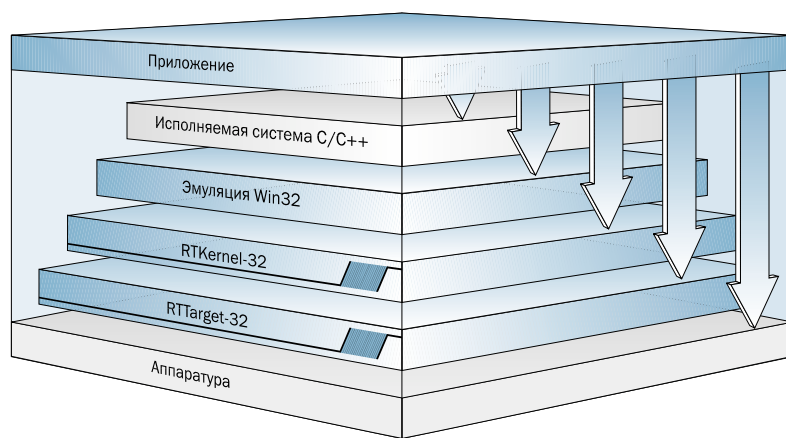 Приложение
Исполняемая система C/C++
Эмуляция Win32
RTKernel-32
RTTarget-32
Аппаратура